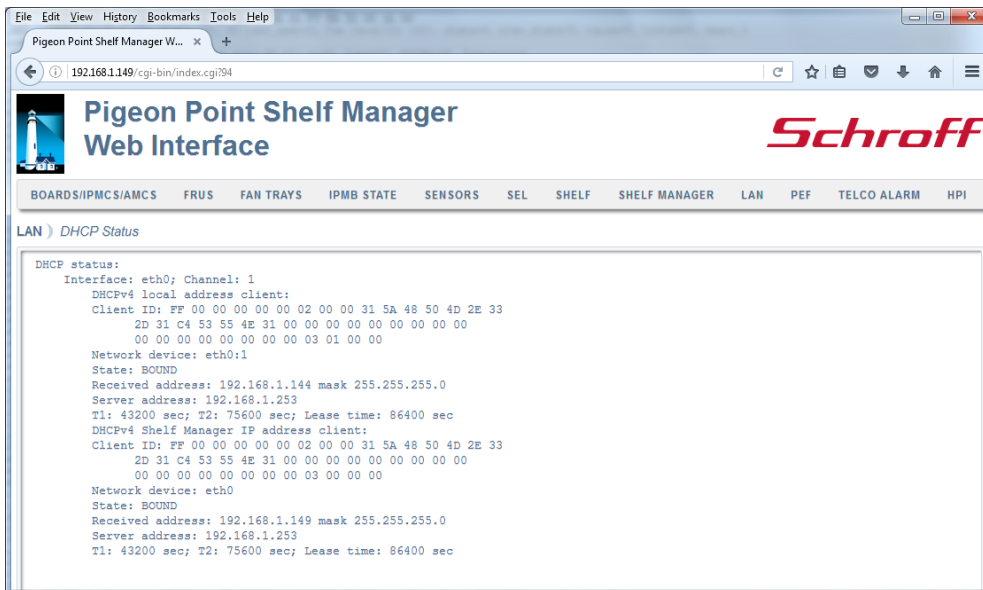 File Edit View History Bookmarks Tools Help
Pigeon Point Shelf Manager W... × +
192.168.1.149/cgi-bin/index.cgi?94
Pigeon Point Shelf Manager
Web Interface
Schroff
BOARDS/IPMCS/AMCS FRUS FAN TRAYS IPMB STATE SENSORS SEL SHELF SHELF MANAGER LAN PEF TELCO ALARM HPI
LAN ) DHCP Status
DHCP status:
Interface: eth0; Channel: 1
DHCPv4 local address client:
Client ID: FF 00 00 00 00 00 02 00 00 31 5A 48 50 4D 2E 33
2D 31 C4 53 55 4E 31 00 00 00 00 00 00 00 00 00
00 00 00 00 00 00 00 00 03 01 00 00
Network device: eth0:1
State: BOUND
Received address: 192.168.1.144 mask 255.255.255.0
Server address: 192.168.1.253
T1: 43200 sec; T2: 75600 sec; Lease time: 86400 sec
DHCPv4 Shelf Manager IP address client:
Client ID: FF 00 00 00 00 00 02 00 00 31 5A 48 50 4D 2E 33
2D 31 C4 53 55 4E 31 00 00 00 00 00 00 00 00 00
00 00 00 00 00 00 00 00 03 00 00 00
Network device: eth0
State: BOUND
Received address: 192.168.1.149 mask 255.255.255.0
Server address: 192.168.1.253
T1: 43200 sec; T2: 75600 sec; Lease time: 86400 sec